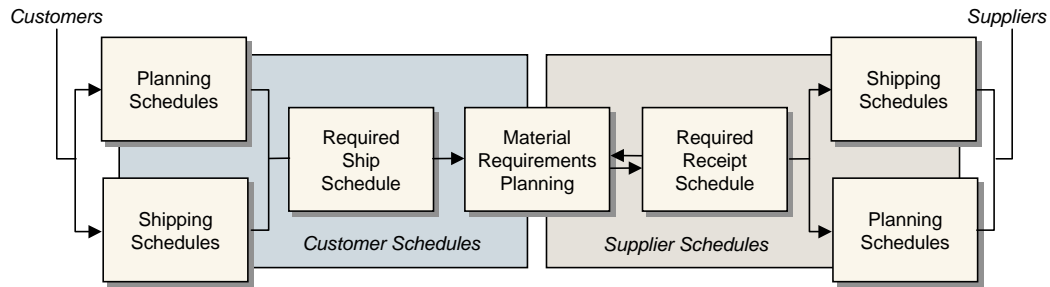 Customers
Suppliers
Planning
Schedules
Shipping
Schedules
Required
Ship
Schedule
Material
Requirements
Planning
Required
Receipt
Schedule
Shipping
Schedules
Planning
Schedules
Customer Schedules
Supplier Schedules